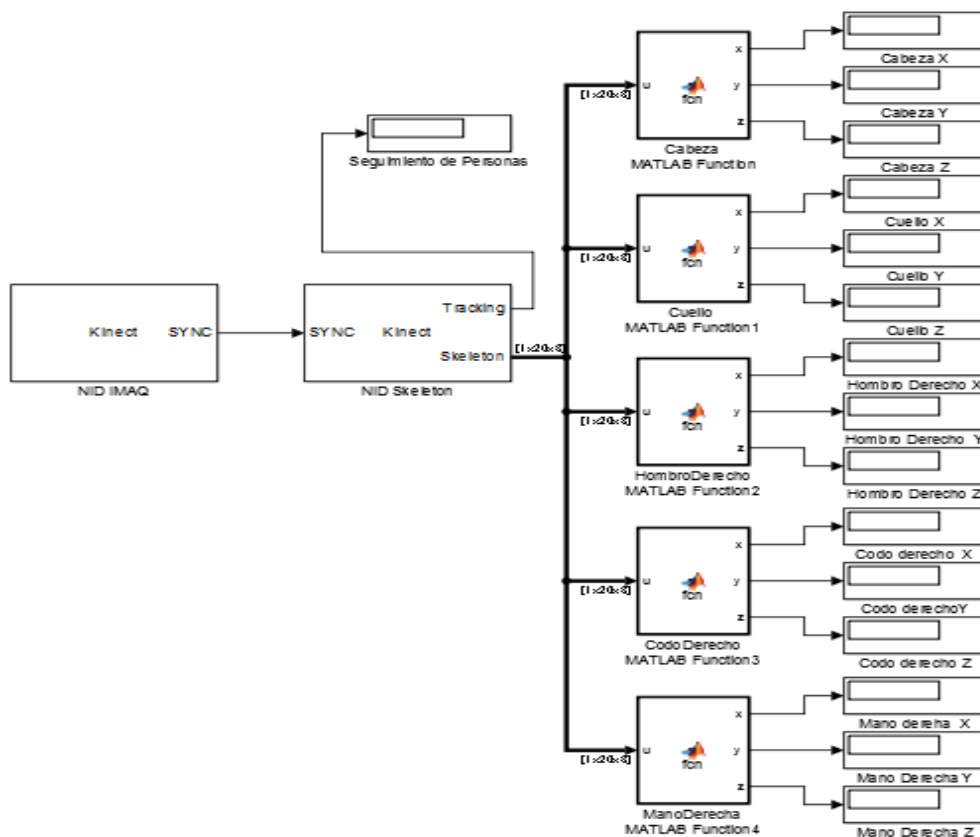 Seguimiento de Personas
Kinect SYNC
NID IMAQ
SYNC Kinect
Tracking
Skeleton
NID Skeleton
[1x20x8]
[1x20x8]
u fcn
x
y
z
Cabeza
MATLAB Function
Cabeza X
Cabeza Y
Cabeza Z
[1x20x8]
u fcn
x
y
z
Cuello
MATLAB Function1
Cuello X
Cuello Y
Cuello Z
[1x20x8]
u fcn
x
y
z
HombroDerecho
MATLAB Function2
Hombro Derecho X
Hombro Derecho Y
Hombro Derecho Z
[1x20x8]
u fcn
x
y
z
CodoDerecho
MATLAB Function3
Codo derecho X
Codo derechoY
Codo derecho Z
[1x20x8]
u fcn
x
y
z
ManoDerecha
MATLAB Function4
Mano dereha X
Mano Derecha Y
Mano Derecha Z